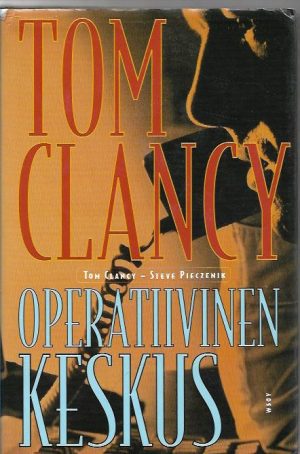 TOM
CLANCY
TOM CLANCY – STEVE PIECZENIK
OPERATIIVINEN
KESKUS
WSOY